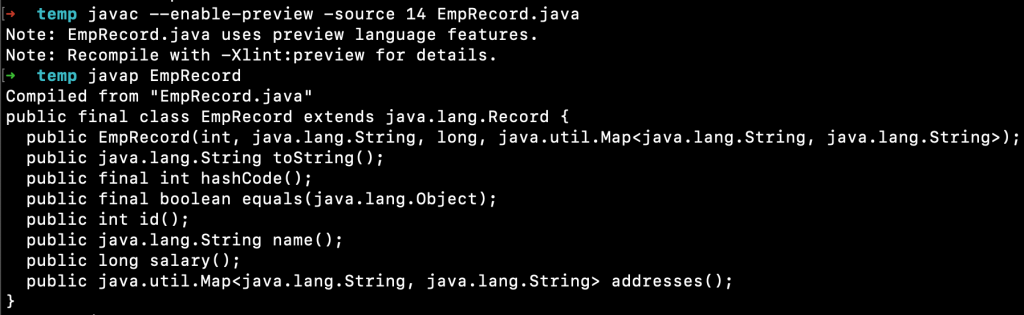 [➜  temp javac --enable-preview -source 14 EmpRecord.java
Note: EmpRecord.java uses preview language features.
Note: Recompile with -Xlint:preview for details.
[➜  temp javap EmpRecord
Compiled from "EmpRecord.java"
public final class EmpRecord extends java.lang.Record {
  public EmpRecord(int, java.lang.String, long, java.util.Map<java.lang.String, java.lang.String>);
  public java.lang.String toString();
  public final int hashCode();
  public final boolean equals(java.lang.Object);
  public int id();
  public java.lang.String name();
  public long salary();
  public java.util.Map<java.lang.String, java.lang.String> addresses();
}